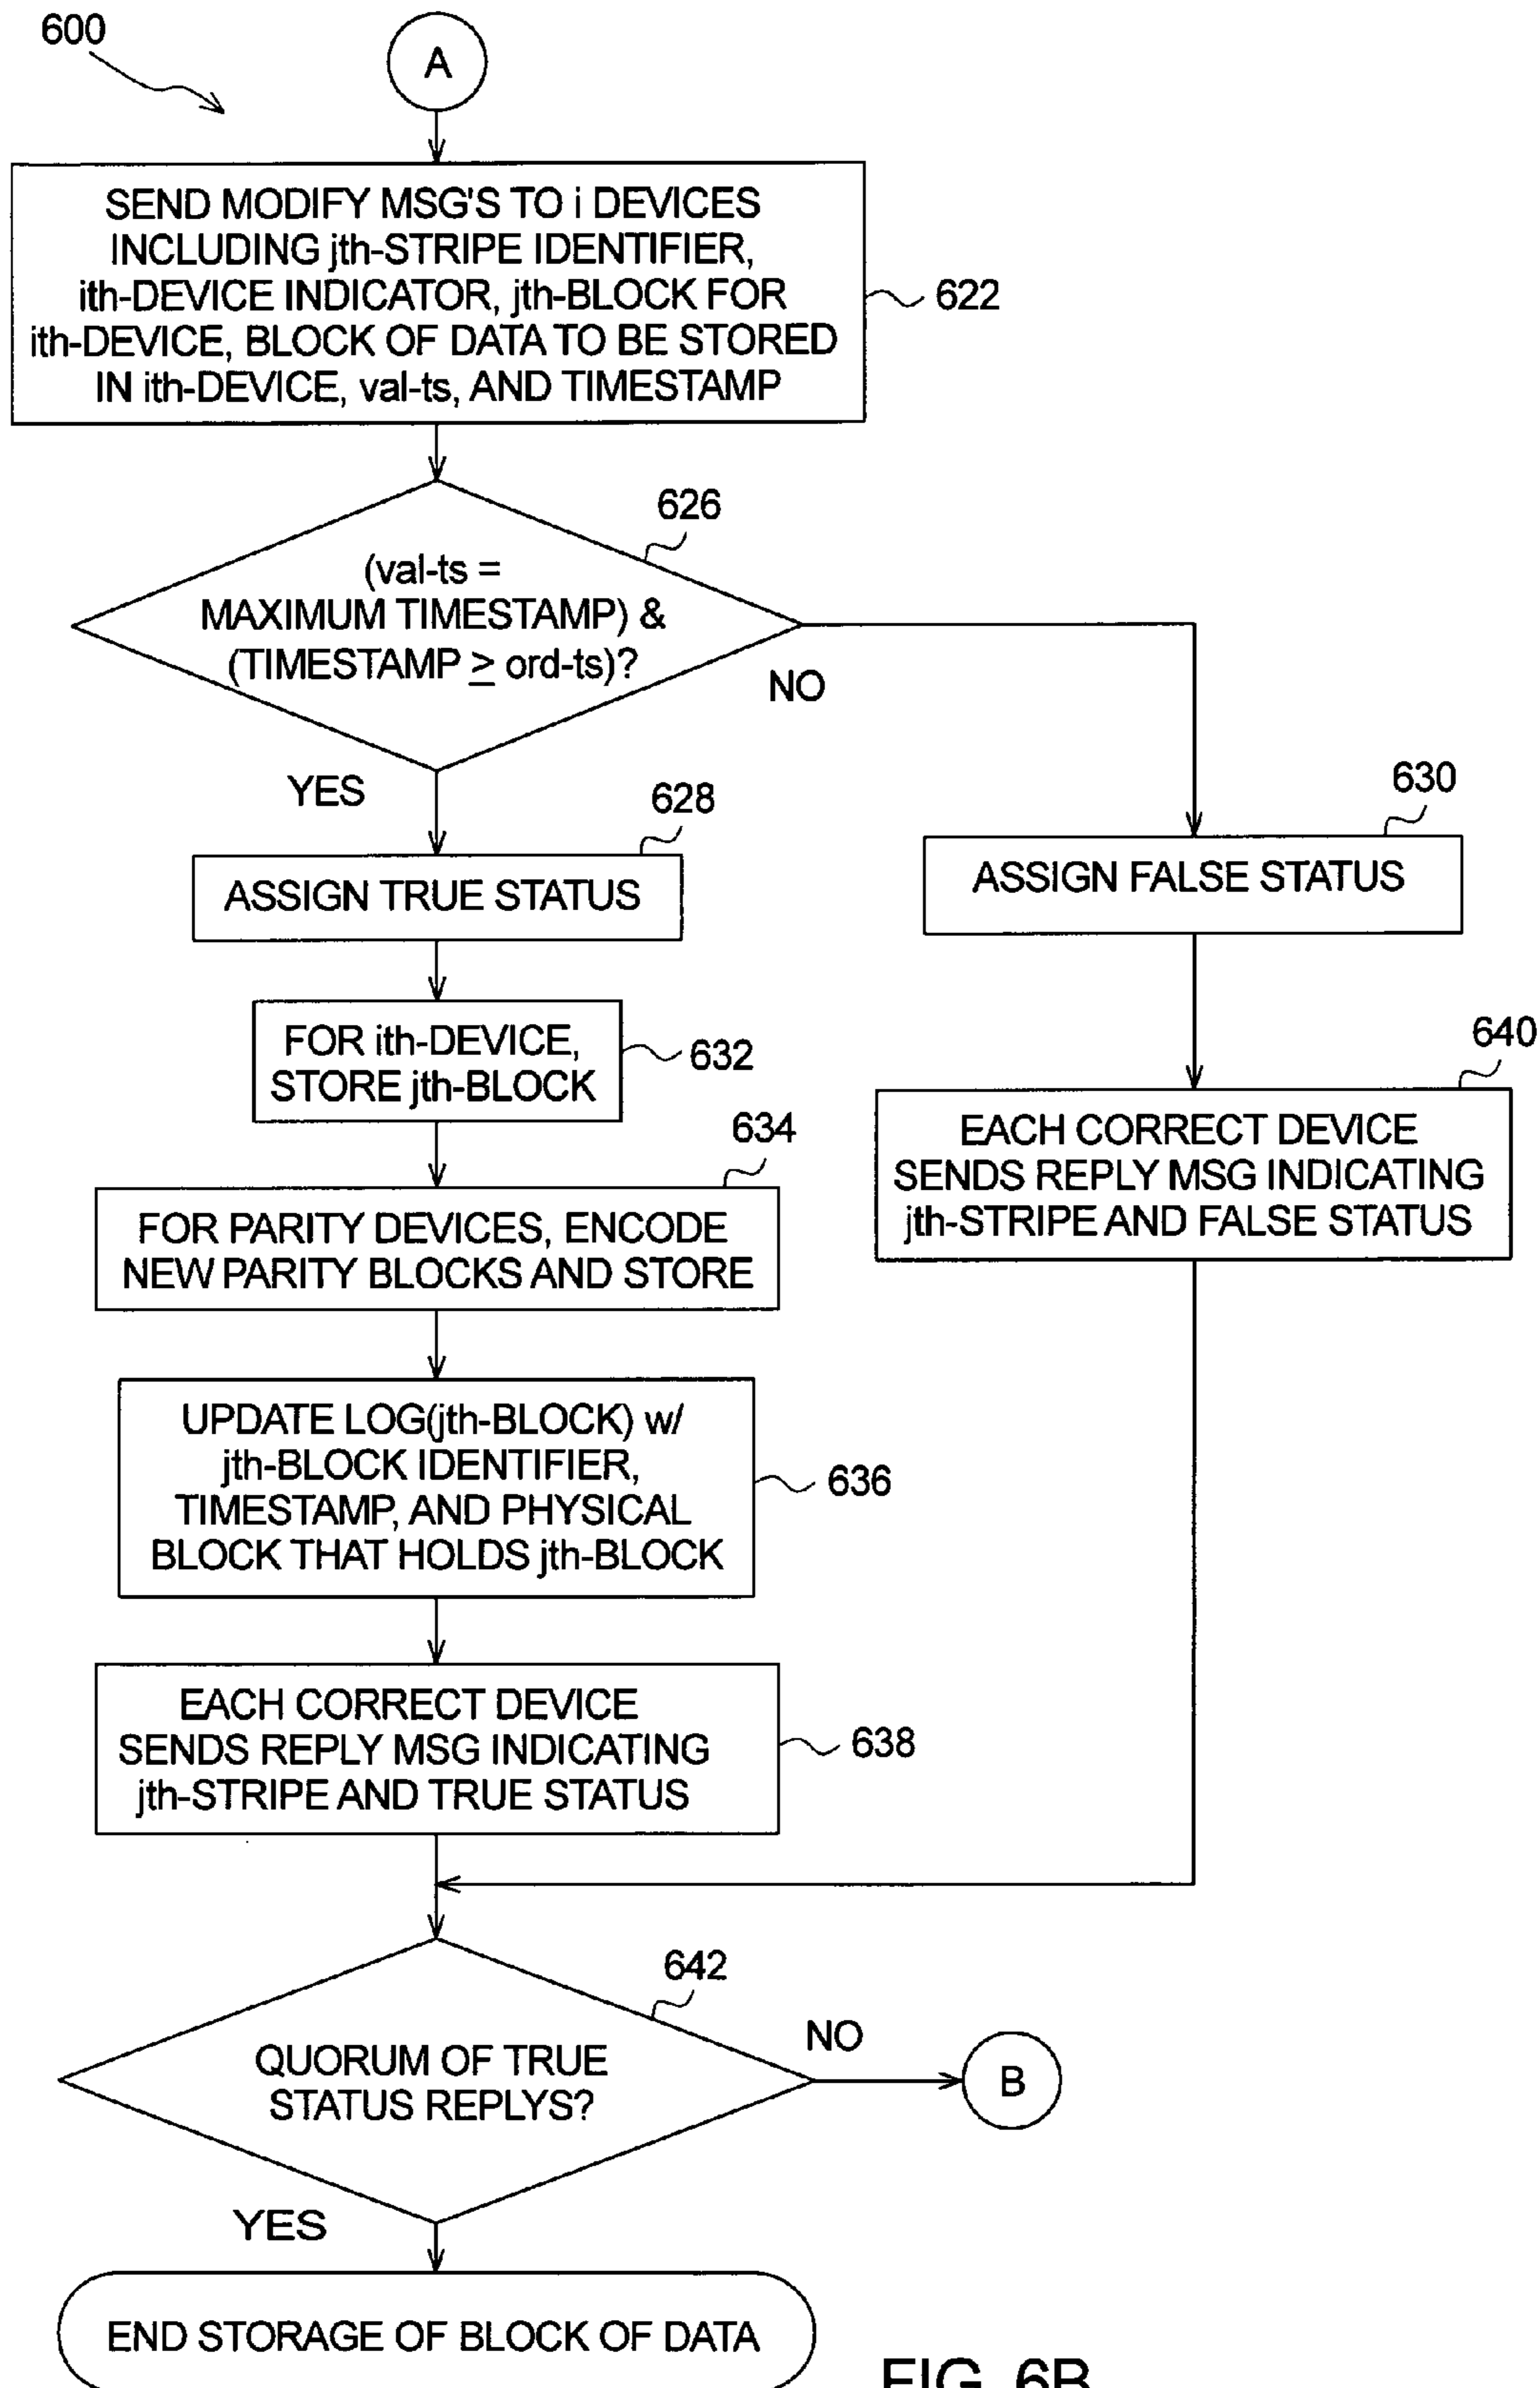 600
A
SEND MODIFY MSG'S TO i DEVICES
INCLUDING jth-STRIPE IDENTIFIER,
ith-DEVICE INDICATOR, jth-BLOCK FOR
ith-DEVICE, BLOCK OF DATA TO BE STORED
IN ith-DEVICE, val-ts, AND TIMESTAMP
622
626
(val-ts =
MAXIMUM TIMESTAMP) &
(TIMESTAMP ≥ ord-ts)?
NO
YES
628
ASSIGN TRUE STATUS
630
ASSIGN FALSE STATUS
FOR ith-DEVICE,
STORE jth-BLOCK
632
640
EACH CORRECT DEVICE
SENDS REPLY MSG INDICATING
jth-STRIPE AND FALSE STATUS
634
FOR PARITY DEVICES, ENCODE
NEW PARITY BLOCKS AND STORE
UPDATE LOG(jth-BLOCK) w/
jth-BLOCK IDENTIFIER,
TIMESTAMP, AND PHYSICAL
BLOCK THAT HOLDS jth-BLOCK
636
EACH CORRECT DEVICE
SENDS REPLY MSG INDICATING
jth-STRIPE AND TRUE STATUS
638
642
QUORUM OF TRUE
STATUS REPLYS?
NO
B
YES
END STORAGE OF BLOCK OF DATA
FIG. 6B